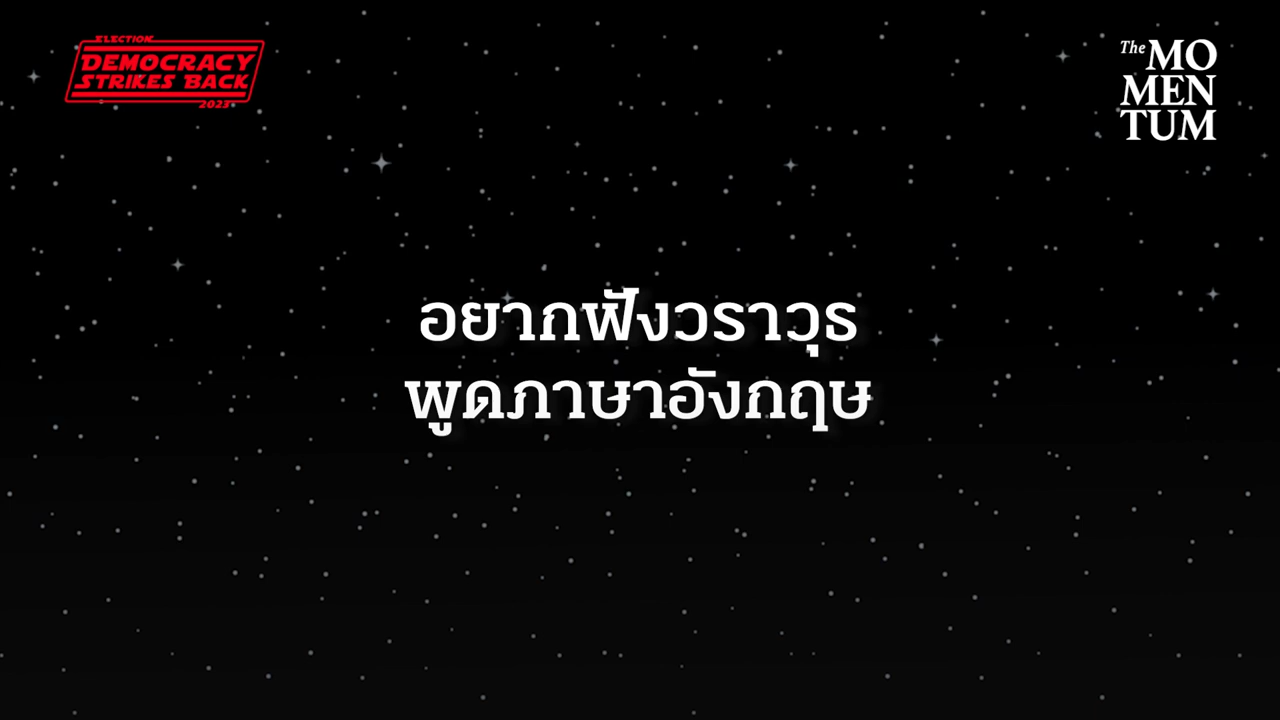 ELECTION
DEMOCRACY
STRIKES BACK
2023
The MO
MEN
TUM
อยากฟังวราวุธ
พูดภาษาอังกฤษ